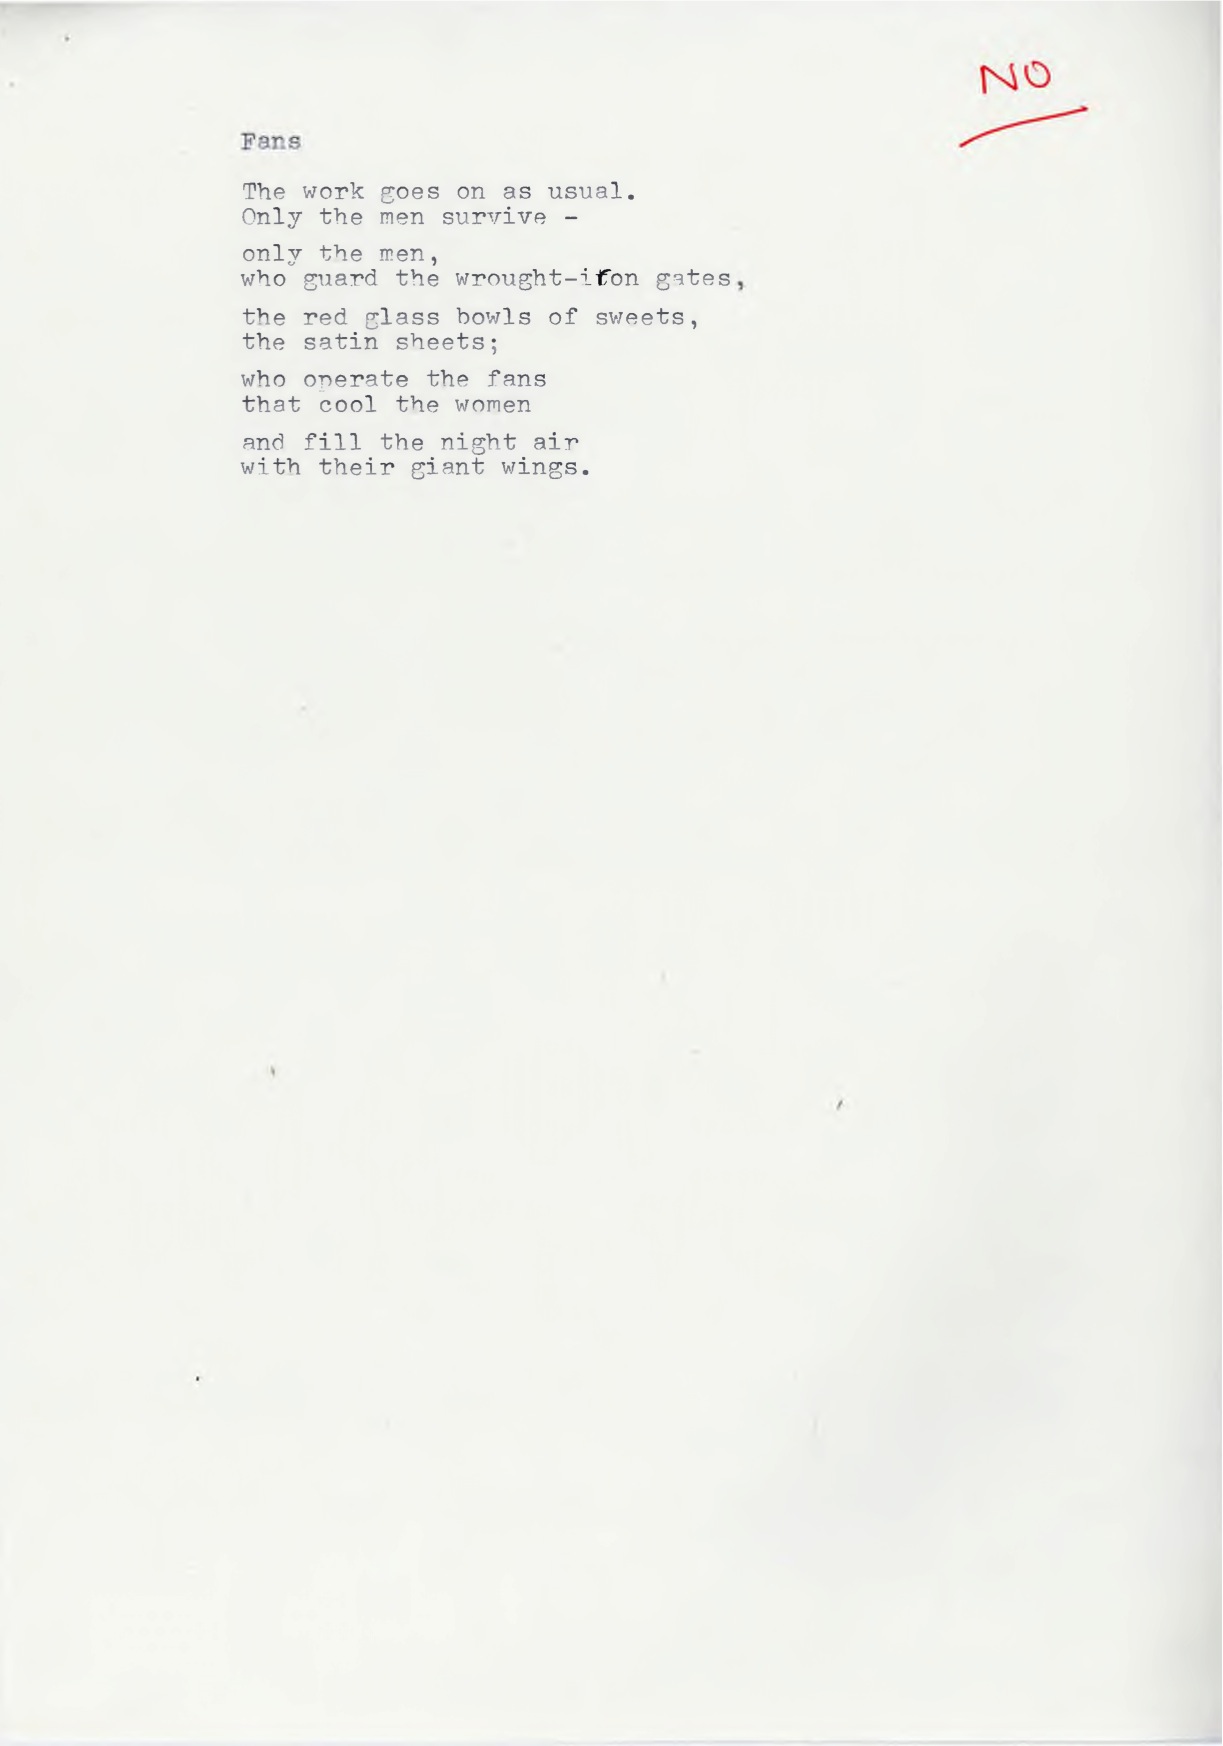 NO
Fans
The work goes on as usual.
Only the men survive -
only the men,
who guard the wrought-iron gates,
the red glass bowls of sweets,
the satin sheets;
who operate the fans
that cool the women
and fill the night air
with their giant wings.